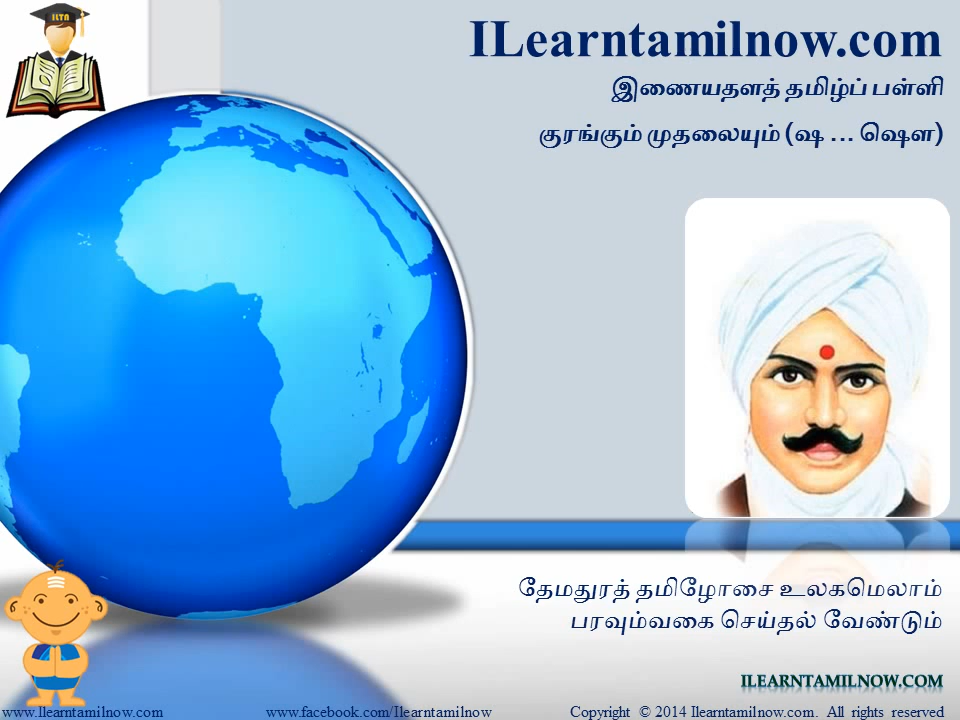 ILTN
ILearntamilnow.com
இணையதளத் தமிழ்ப் பள்ளி
குரங்கும் முதலையும் (ஷ … ஷௌ)
தேமதுரத் தமிழோசை உலகமெலாம்
பரவும்வகை செய்தல் வேண்டும்
ILEARNTAMILNOW.COM
www.Ilearntamilnow.com www.facebook.com/Ilearntamilnow Copyright © 2014 Ilearntamilnow.com. All rights reserved